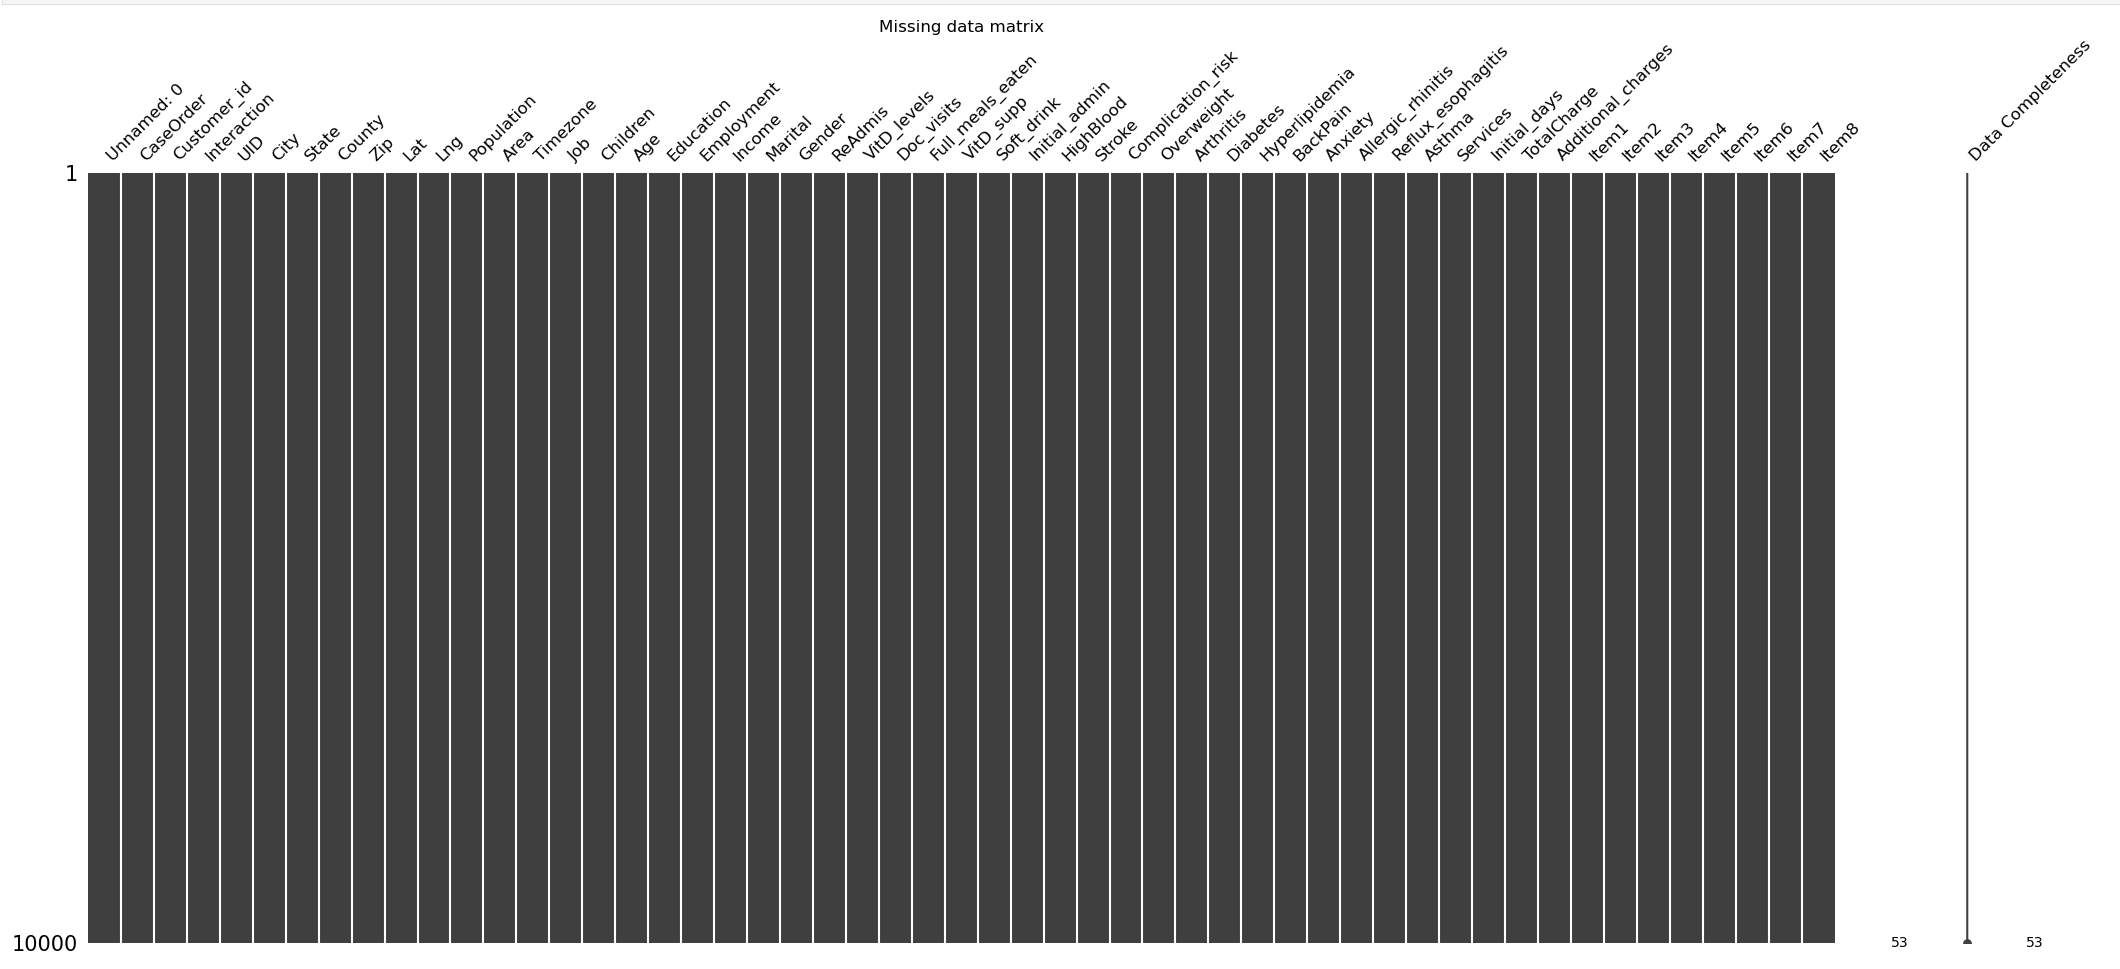 Missing data matrix
Unnamed: 0
CaseOrder
Customer_id
Interaction
UID
City
State
County
Zip
Lat
Lng
Population
Area
Timezone
Job
Children
Age
Education
Employment
Income
Marital
Gender
ReAdmis
VitD_levels
Doc_visits
Full_meals_eaten
VitD_supp
Soft_drink
Initial_admin
HighBlood
Stroke
Complication_risk
Overweight
Arthritis
Diabetes
Hyperlipidemia
BackPain
Anxiety
Allergic_rhinitis
Reflux_esophagitis
Asthma
Services
Initial_days
TotalCharge
Additional_charges
Item1
Item2
Item3
Item4
Item5
Item6
Item7
Item8
Data Completeness
1
10000
53
53